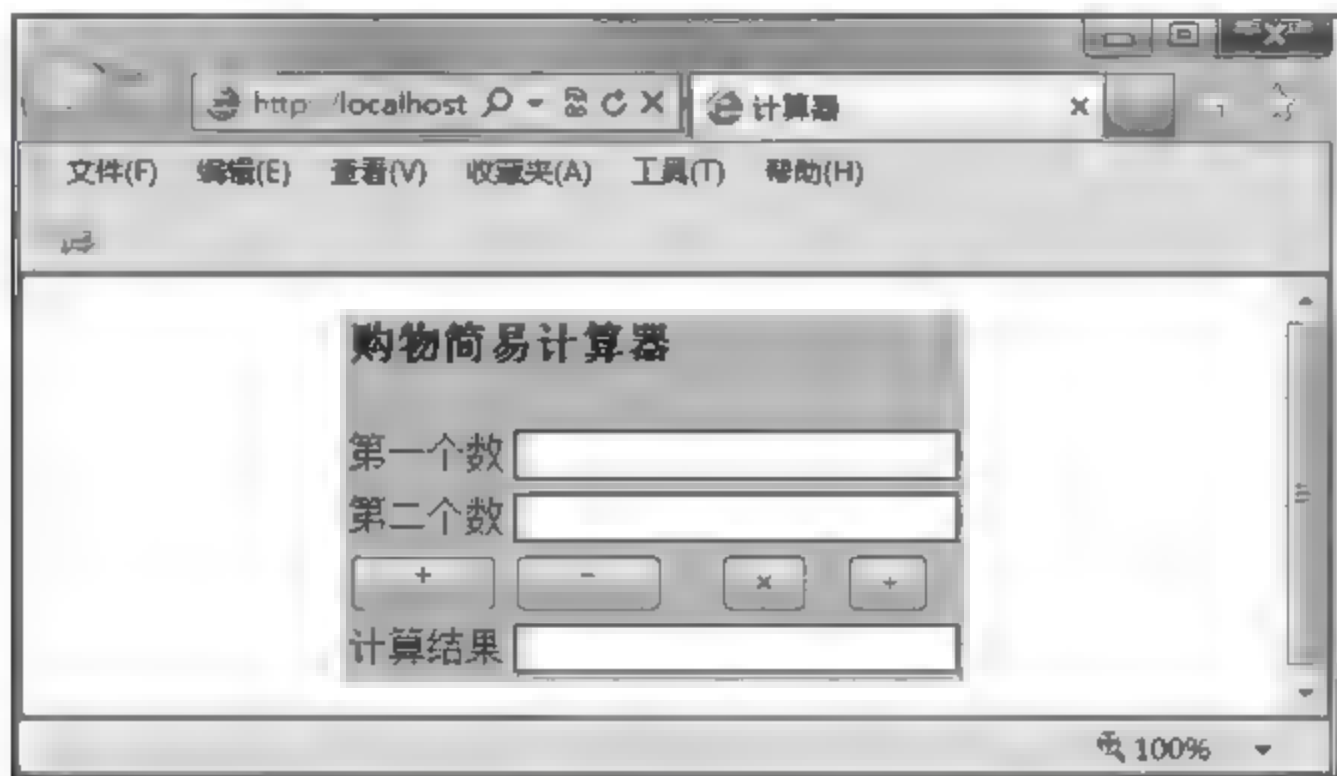 http://localhost
计算器
文件(F) 编辑(E) 查看(V) 收藏夹(A) 工具(T) 帮助(H)
购物简易计算器
第一个数
第二个数
+ - ×
计算结果
100%